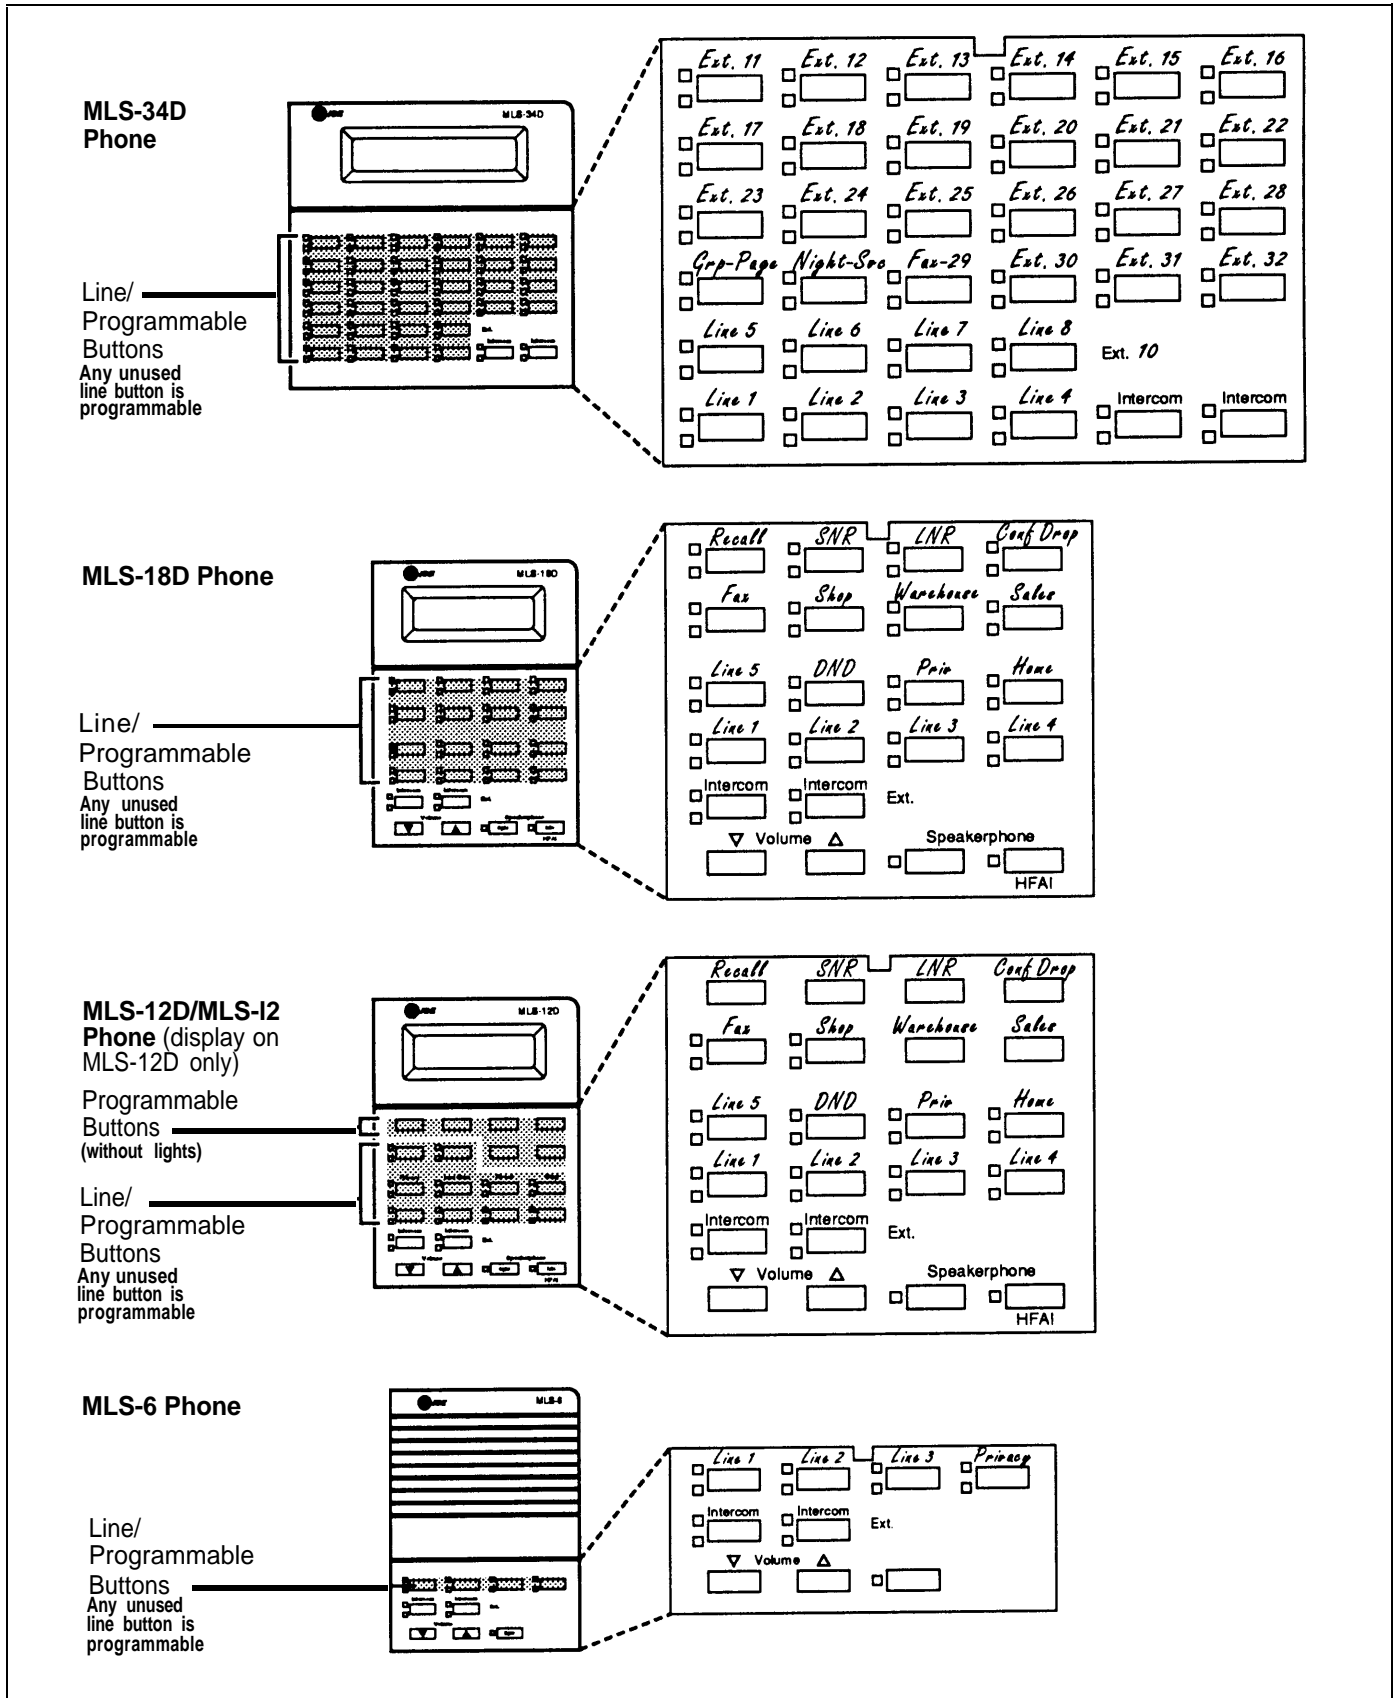 MLS-34D
Phone
MLS-34D
Line/
Programmable
Buttons
Any unused
line button is
programmable
Ext. 11 Ext. 12 Ext. 13 Ext. 14 Ext. 15 Ext. 16
Ext. 17 Ext. 18 Ext. 19 Ext. 20 Ext. 21 Ext. 22
Ext. 23 Ext. 24 Ext. 25 Ext. 26 Ext. 27 Ext. 28
Grp-Page Night-Svc Fax-29 Ext. 30 Ext. 31 Ext. 32
Line 5 Line 6 Line 7 Line 8 Ext. 10
Line 1 Line 2 Line 3 Line 4 Intercom Intercom
MLS-18D Phone
MLS-18D
Line/
Programmable
Buttons
Any unused
line button is
programmable
Recall SNR LNR Conf Drop
Fax Shop Warehouse Sales
Line 5 DND Priv Home
Line 1 Line 2 Line 3 Line 4
Intercom Intercom Ext.
Volume Speakerphone
HFAI
MLS-12D/MLS-I2
Phone (display on
MLS-12D only)
MLS-12D
Programmable
Buttons
(without lights)
Line/
Programmable
Buttons
Any unused
line button is
programmable
Recall SNR LNR Conf Drop
Fax Shop Warehouse Sales
Line 5 DND Priv Home
Line 1 Line 2 Line 3 Line 4
Intercom Intercom Ext.
Volume Speakerphone
HFAI
MLS-6 Phone
MLS-6
Line/
Programmable
Buttons
Any unused
line button is
programmable
Line 1 Line 2 Line 3 Privacy
Intercom Intercom Ext.
Volume